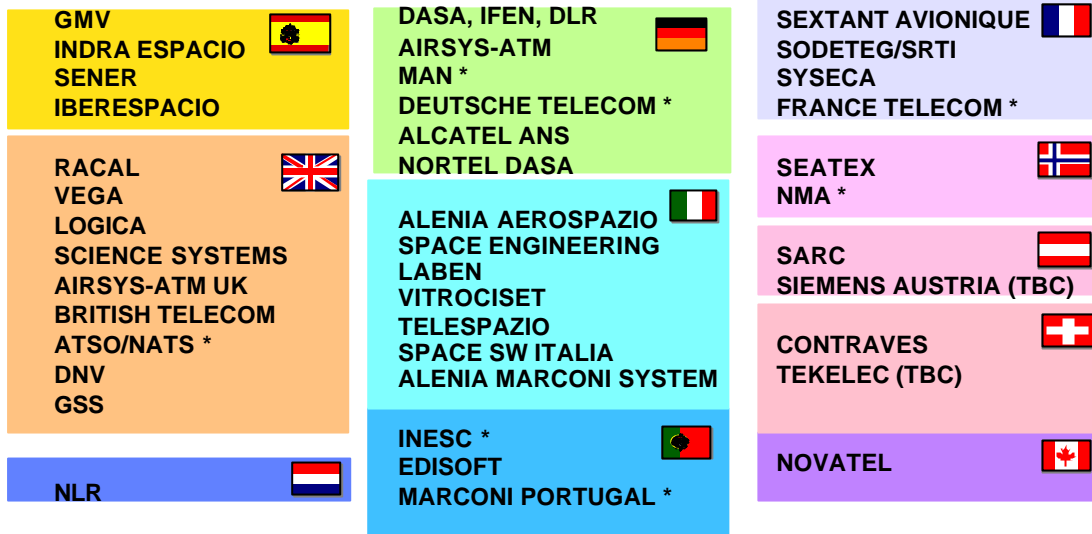 GMV
INDRA ESPACIO
SENER
IBERESPACIO
RACAL
VEGA
LOGICA
SCIENCE SYSTEMS
AIRSYS-ATM UK
BRITISH TELECOM
ATSO/NATS *
DNV
GSS
NLR
DASA, IFEN, DLR
AIRSYS-ATM
MAN *
DEUTSCHE TELECOM *
ALCATEL ANS
NORTEL DASA
ALENIA AEROSPAZIO
SPACE ENGINEERING
LABEN
VITROCISET
TELESPAZIO
SPACE SW ITALIA
ALENIA MARCONI SYSTEM
INESC *
EDISOFT
MARCONI PORTUGAL *
SEXTANT AVIONIQUE
SODETEG/SRTI
SYSECA
FRANCE TELECOM *
SEATEX
NMA *
SARC
SIEMENS AUSTRIA (TBC)
CONTRAVES
TEKELEC (TBC)
NOVATEL